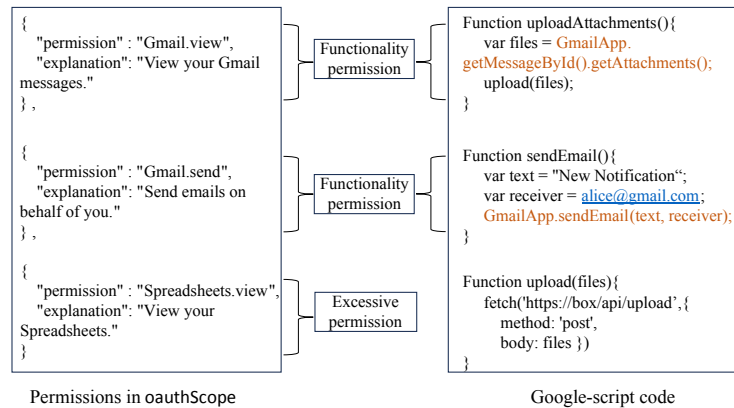 {
"permission" : "Gmail.view",
"explanation": "View your Gmail
messages."
} ,
{
"permission" : "Gmail.send",
"explanation": "Send emails on
behalf of you."
} ,
{
"permission" : "Spreadsheets.view",
"explanation": "View your
Spreadsheets."
}
Functionality
permission
Functionality
permission
Excessive
permission
Function uploadAttachments(){
var files = GmailApp.
getMessageById().getAttachments();
upload(files);
}
Function sendEmail(){
var text = "New Notification“;
var receiver = alice@gmail.com;
GmailApp.sendEmail(text, receiver);
}
Function upload(files){
fetch('https://box/api/upload’,{
method: 'post',
body: files })
}
Permissions in oauthScope
Google-script code